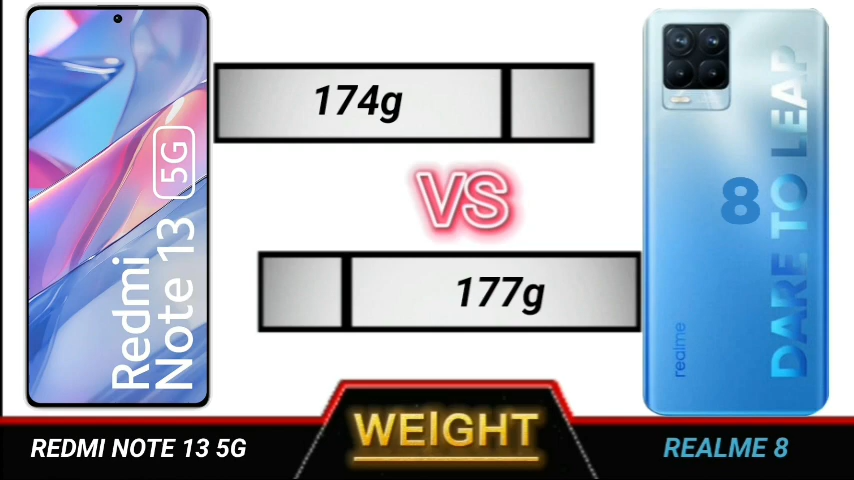 Redmi
Note 13 5G
174g
VS
177g
8
DARE TO LEAP
realme
WEIGHT
REDMI NOTE 13 5G
REALME 8